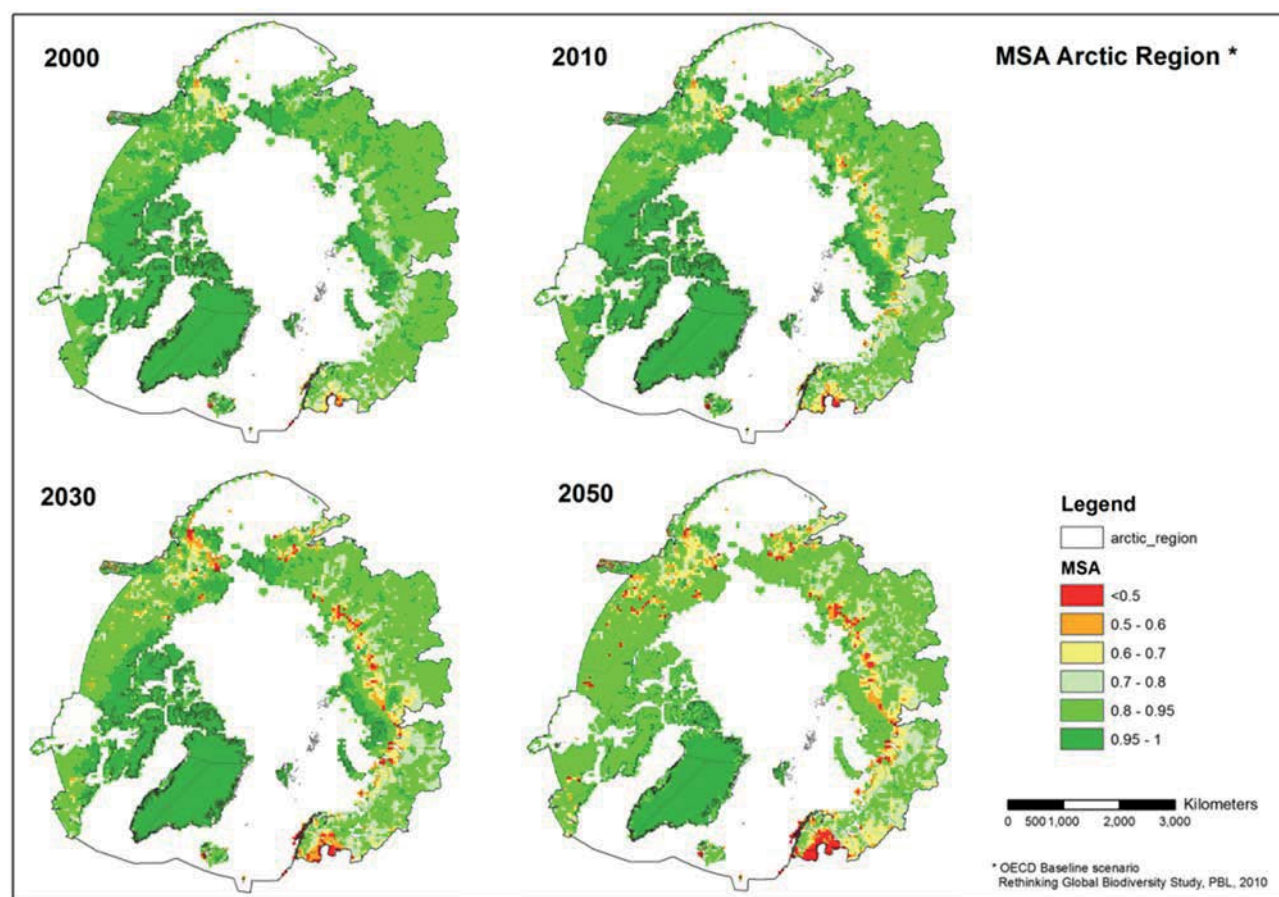 2000
2010
MSA Arctic Region *
2030
2050
Legend
arctic_region
MSA
<0.5
0.5 - 0.6
0.6 - 0.7
0.7 - 0.8
0.8 - 0.95
0.95 - 1
Kilometers
0 5001,000 2,000 3,000
* OECD Baseline scenario
Rethinking Global Biodiversity Study, PBL, 2010